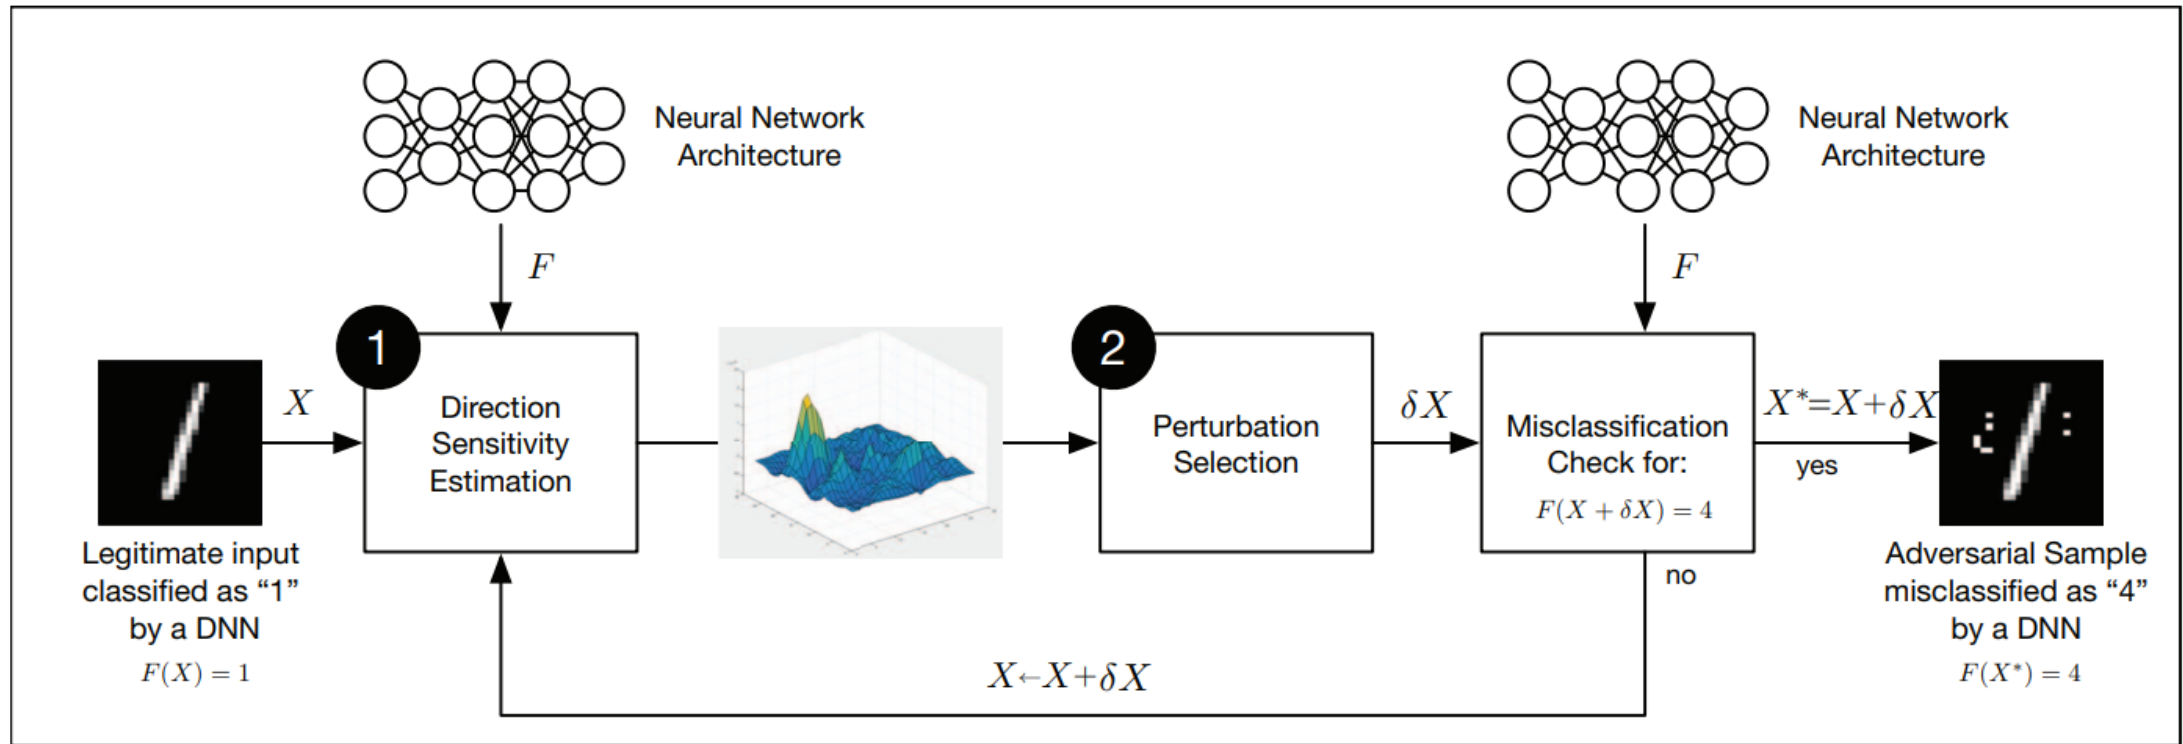 Neural Network
Architecture
F
Neural Network
Architecture
F
X
1
Direction
Sensitivity
Estimation
2
Perturbation
Selection
δX
Misclassification
Check for:
F(X + δX) = 4
X*=X+δX
yes
no
Legitimate input
classified as “1”
by a DNN
F(X) = 1
Adversarial Sample
misclassified as “4”
by a DNN
F(X*) = 4
X←X+δX